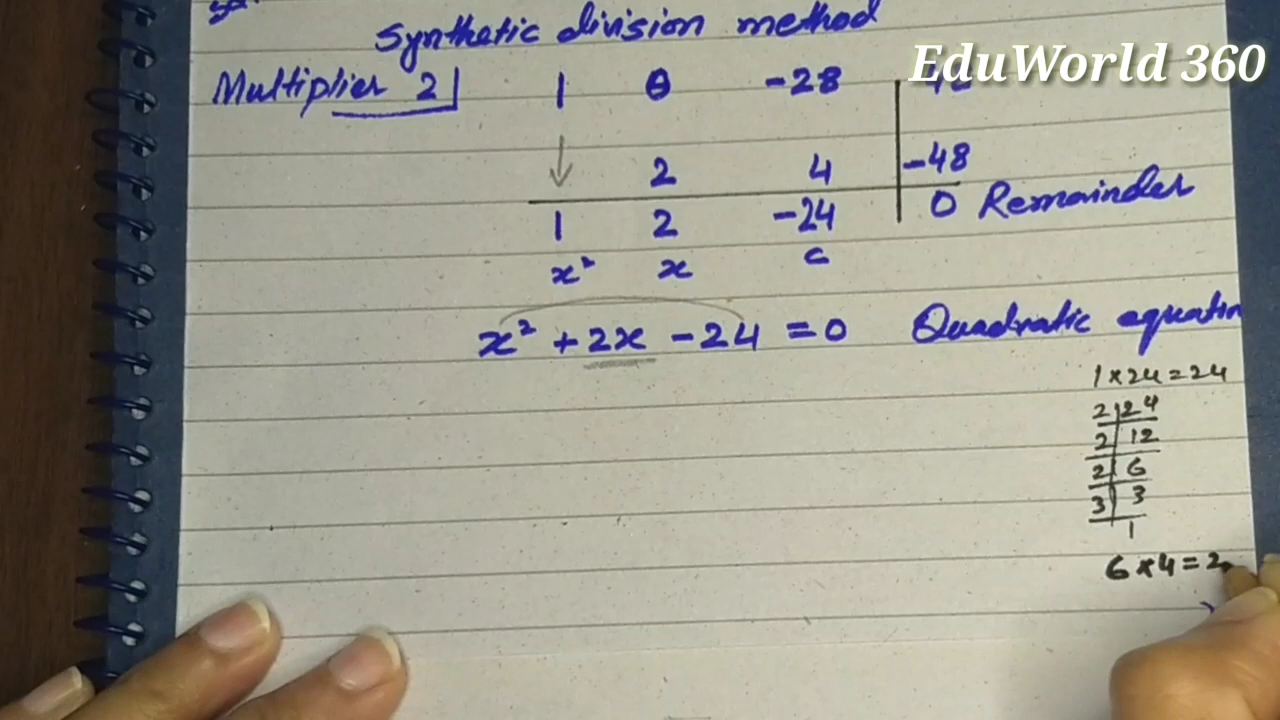 Synthetic division method
EduWorld 360
Multiplier 2 1 0 -28
2 4 -48
1 2 -24 0 Remainder
x² x c
x² + 2x - 24 = 0 Quadratic equation
1 x 24 = 24
2 24
2 12
2 6
3 3
1
6 x 4 = 2